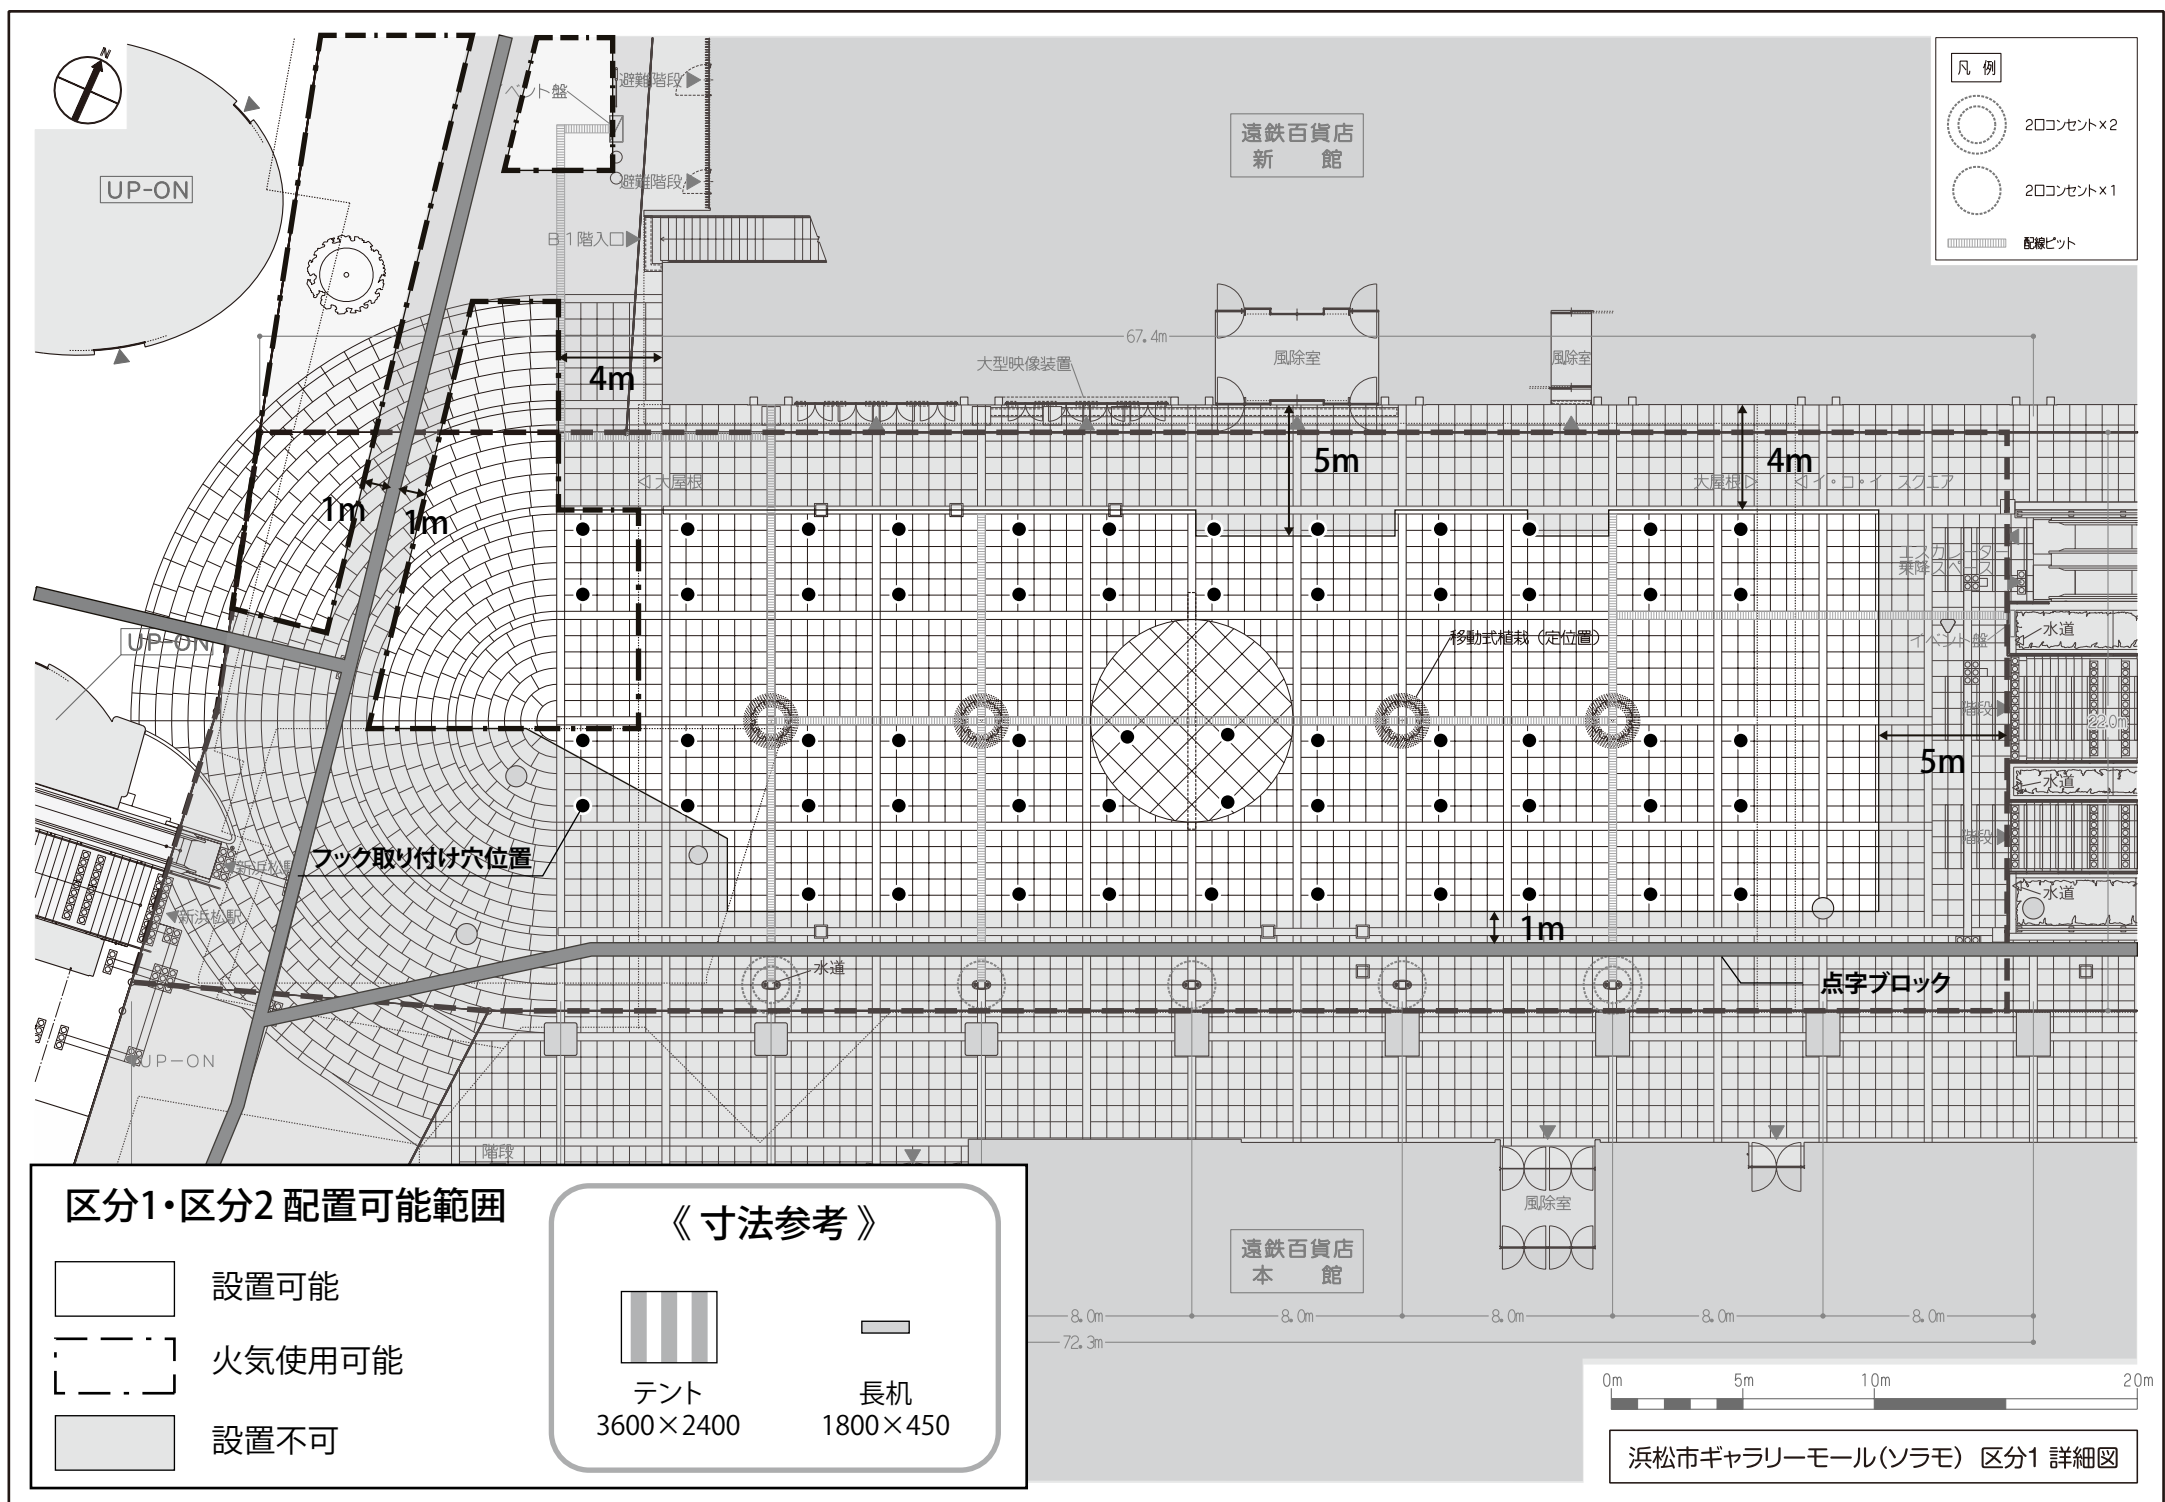 N
凡 例
2口コンセント×2
2口コンセント×1
配線ピット
ベント盤
避難階段
避難階段
UP-ON
遠鉄百貨店
新 館
B1階入口
67.4m
大型映像装置
風除室
風除室
4m
5m
4m
◁大屋根
大屋根▷
◁イ・コ・イ スクエア
1m
1m
エスカレーター
乗降スペース
UP-ON
移動式植栽(定位置)
イベント盤
水道
階段
22.0m
5m
水道
階段
フック取り付け穴位置
新浜松駅
新浜松駅
水道
1m
水道
点字ブロック
UP-ON
階段
風除室
遠鉄百貨店
本 館
8.0m
8.0m
8.0m
8.0m
8.0m
72.3m
区分1・区分2 配置可能範囲
設置可能
火気使用可能
設置不可
《 寸法参考 》
テント
3600×2400
長机
1800×450
0m
5m
10m
20m
浜松市ギャラリーモール(ソラモ) 区分1 詳細図